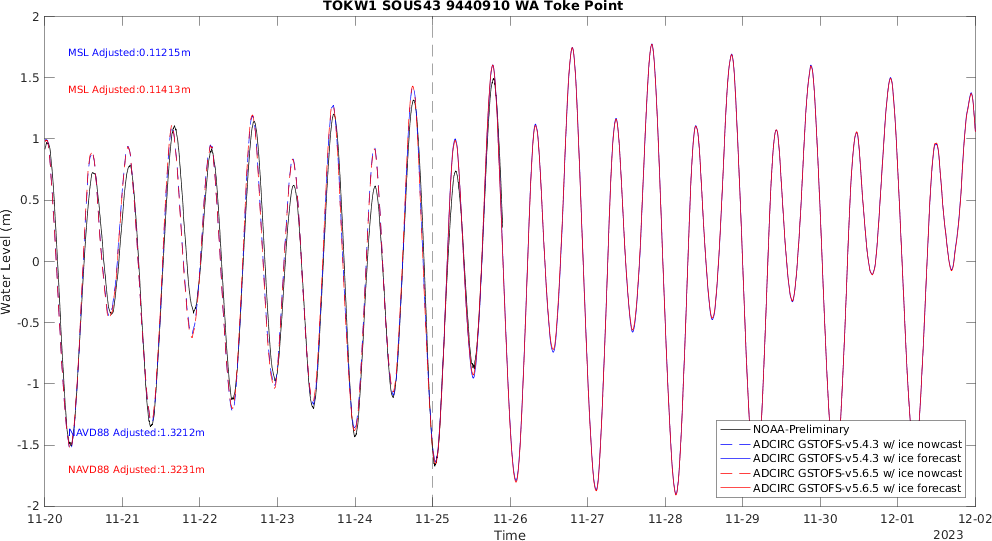 TOKW1 SOUS43 9440910 WA Toke Point
MSL Adjusted:0.11215m
MSL Adjusted:0.11413m
NAVD88 Adjusted:1.3212m
NAVD88 Adjusted:1.3231m
Water Level (m)
2
1.5
1
0.5
0
-0.5
-1
-1.5
-2
NOAA-Preliminary
ADCIRC GSTOFS-v5.4.3 w/ ice nowcast
ADCIRC GSTOFS-v5.4.3 w/ ice forecast
ADCIRC GSTOFS-v5.6.5 w/ ice nowcast
ADCIRC GSTOFS-v5.6.5 w/ ice forecast
11-20 11-21 11-22 11-23 11-24 11-25 11-26 11-27 11-28 11-29 11-30 12-01 12-02
Time
2023